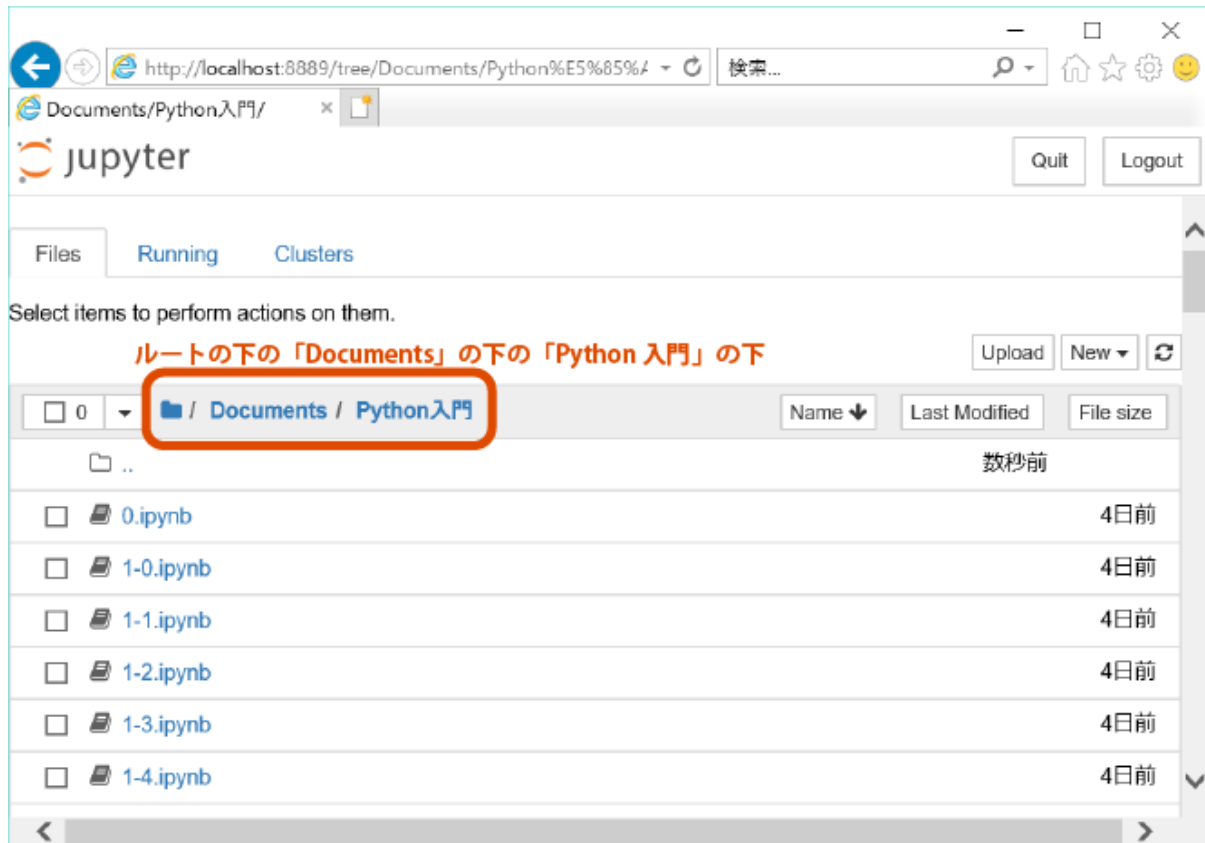 http://localhost:8889/tree/Documents/Python%E5%85%A
検索...
Documents/Python入門/
jupyter
Quit Logout
Files Running Clusters
Select items to perform actions on them.
ルートの下の「Documents」の下の「Python 入門」の下
Upload New
0 / Documents / Python入門 Name Last Modified File size
.. 数秒前
0.ipynb 4日前
1-0.ipynb 4日前
1-1.ipynb 4日前
1-2.ipynb 4日前
1-3.ipynb 4日前
1-4.ipynb 4日前